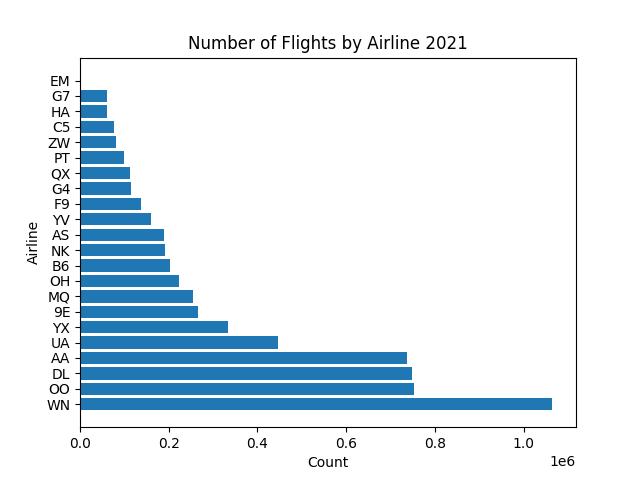 Number of Flights by Airline 2021
EM
G7
HA
C5
ZW
PT
QX
G4
F9
YV
AS
NK
B6
OH
MQ
9E
YX
UA
AA
DL
OO
WN
Airline
0.0 0.2 0.4 0.6 0.8 1.0
Count
1e6